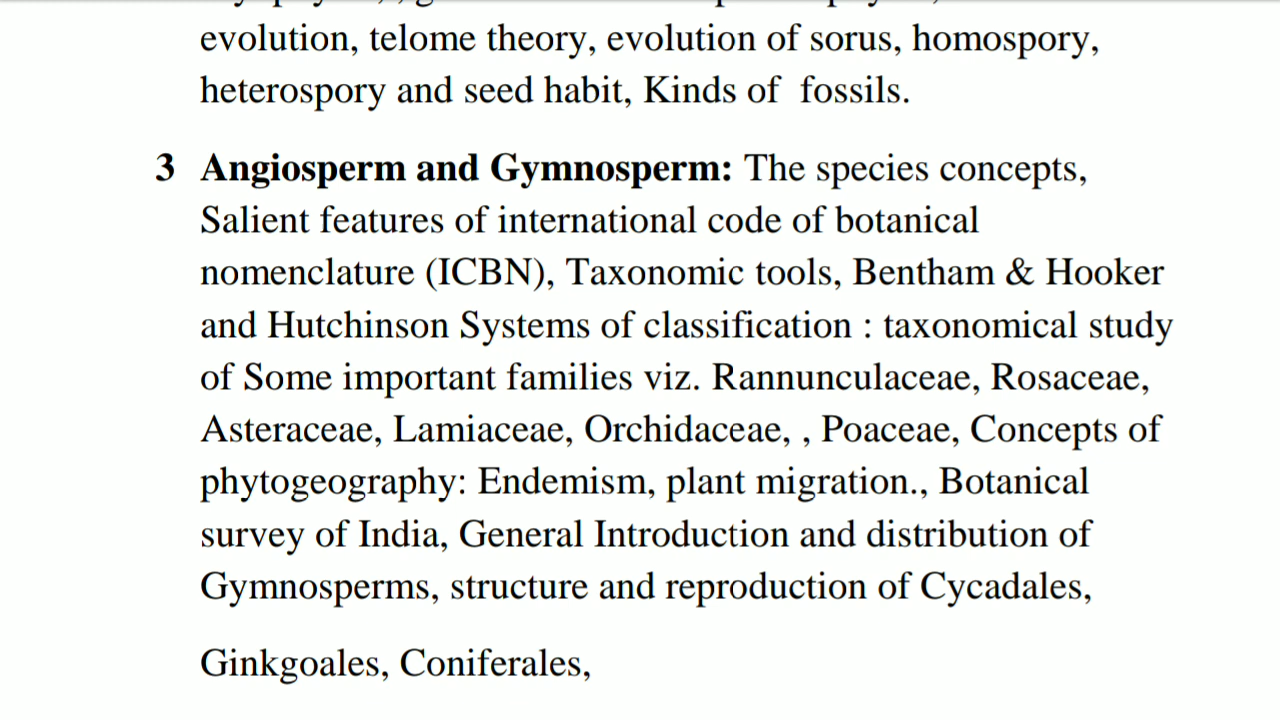 evolution, telome theory, evolution of sorus, homospory,
heterospory and seed habit, Kinds of fossils.
3 Angiosperm and Gymnosperm: The species concepts,
Salient features of international code of botanical
nomenclature (ICBN), Taxonomic tools, Bentham & Hooker
and Hutchinson Systems of classification : taxonomical study
of Some important families viz. Rannunculaceae, Rosaceae,
Asteraceae, Lamiaceae, Orchidaceae, , Poaceae, Concepts of
phytogeography: Endemism, plant migration., Botanical
survey of India, General Introduction and distribution of
Gymnosperms, structure and reproduction of Cycadales,
Ginkgoales, Coniferales,